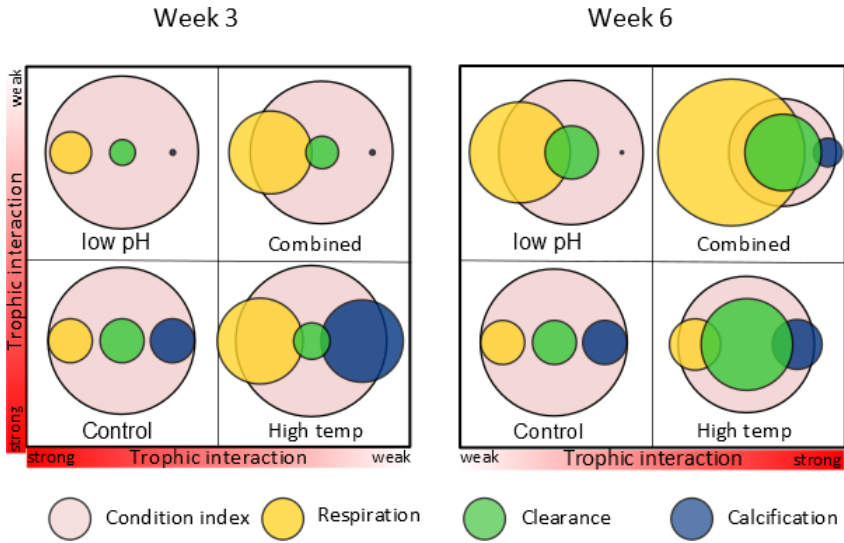 Week 3
Week 6
weak
Trophic interaction
strong
low pH
Combined
Control
High temp
strong Trophic interaction weak
low pH
Combined
Control
High temp
weak Trophic interaction strong
Condition index
Respiration
Clearance
Calcification